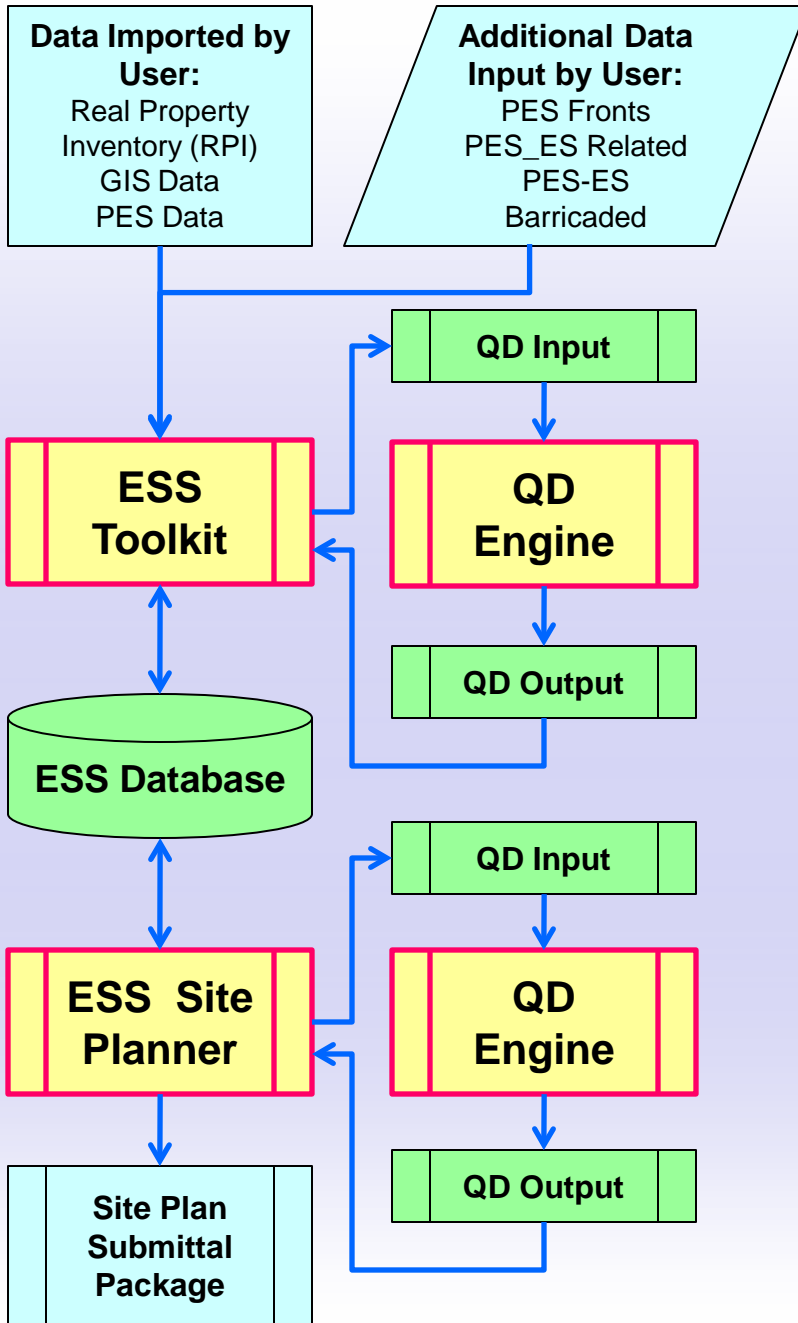 Data Imported by
User:
Real Property
Inventory (RPI)
GIS Data
PES Data
Additional Data
Input by User:
PES Fronts
PES_ES Related
PES-ES
Barricaded
QD Input
ESS
Toolkit
QD
Engine
QD Output
ESS Database
QD Input
ESS Site
Planner
QD
Engine
QD Output
Site Plan
Submittal
Package